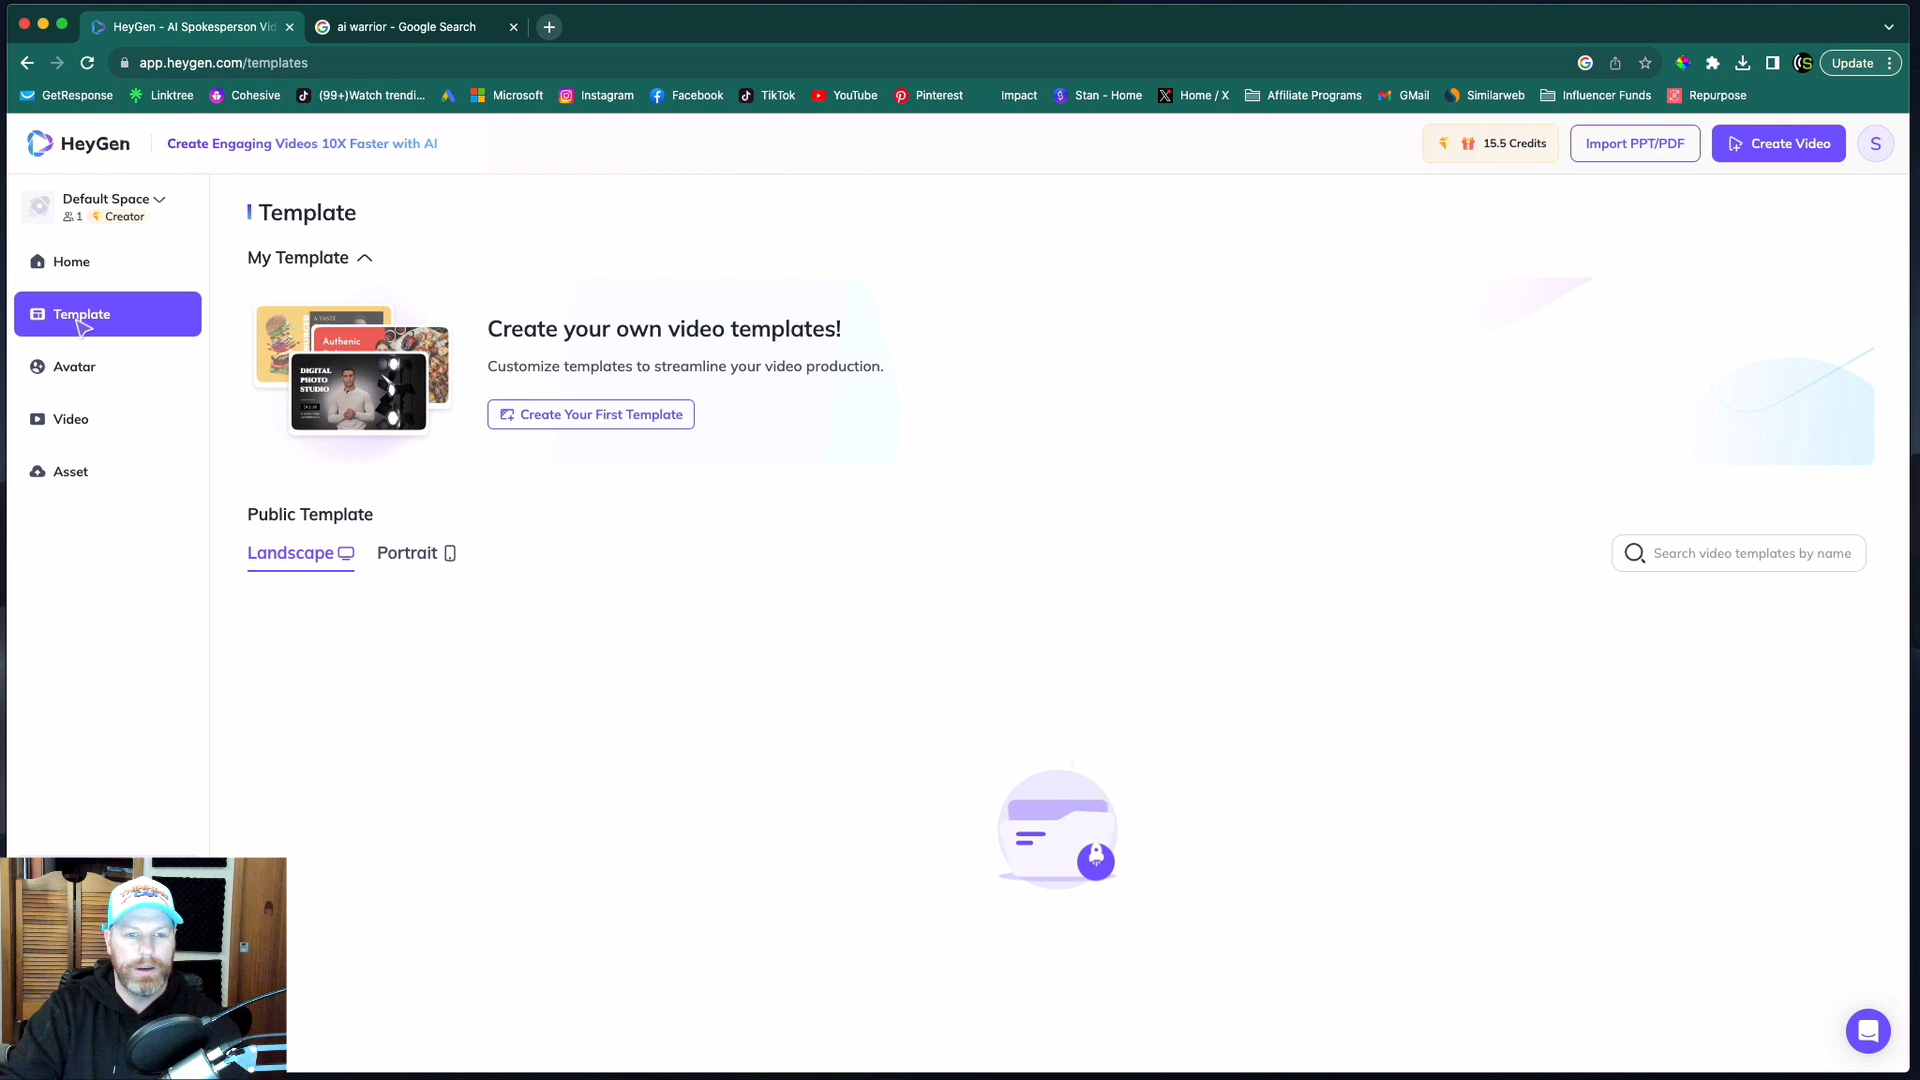 HeyGen - AI Spokesperson Vid
ai warrior - Google Search
app.heygen.com/templates
Update
GetResponse
Linktree
Cohesive
(99+)Watch trendi...
Microsoft
Instagram
Facebook
TikTok
YouTube
Pinterest
Impact
Stan - Home
Home / X
Affiliate Programs
GMail
Similarweb
Influencer Funds
Repurpose
HeyGen
Create Engaging Videos 10X Faster with AI
15.5 Credits
Import PPT/PDF
Create Video
S
Default Space
1 Creator
Home
Template
Avatar
Video
Asset
Template
My Template
A TASTE
Authenic
DIGITAL
PHOTO
STUDIO
Create your own video templates!
Customize templates to streamline your video production.
Create Your First Template
Public Template
Landscape
Portrait
Search video templates by name